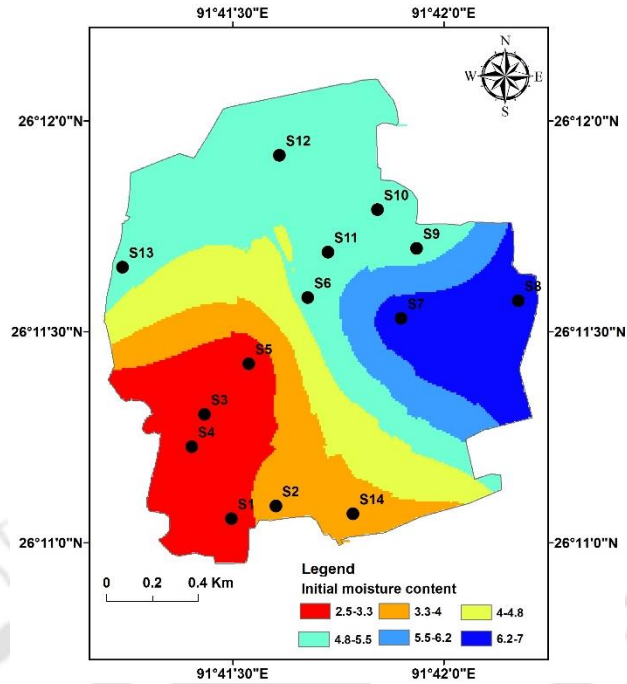 91°41'30"E 91°42'0"E
N
W E
S
26°12'0"N 26°12'0"N
S12
S10
S9
S11
S13
S6
S8
S7
26°11'30"N 26°11'30"N
S5
S3
S4
S2
S1
S14
26°11'0"N 26°11'0"N
Legend
Initial moisture content
0 0.2 0.4 Km
2.5-3.3 3.3-4 4-4.8
4.8-5.5 5.5-6.2 6.2-7
91°41'30"E 91°42'0"E